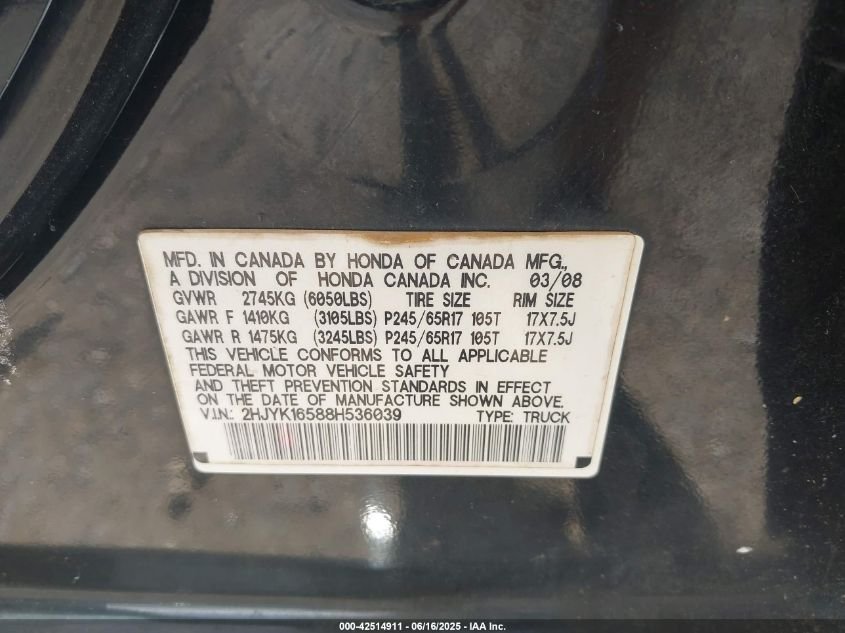 MFD. IN CANADA BY HONDA OF CANADA MFG.,
A DIVISION OF HONDA CANADA INC. 03/08
GVWR 2745KG (6050LBS) TIRE SIZE RIM SIZE
GAWR F 1410KG (3105LBS) P245/65R17 105T 17X7.5J
GAWR R 1475KG (3245LBS) P245/65R17 105T 17X7.5J
THIS VEHICLE CONFORMS TO ALL APPLICABLE
FEDERAL MOTOR VEHICLE SAFETY
AND THEFT PREVENTION STANDARDS IN EFFECT
ON THE DATE OF MANUFACTURE SHOWN ABOVE.
V.I.N.: 2HJYK16588H536039 TYPE: TRUCK
000-42514911 - 06/16/2025 - IAA Inc.